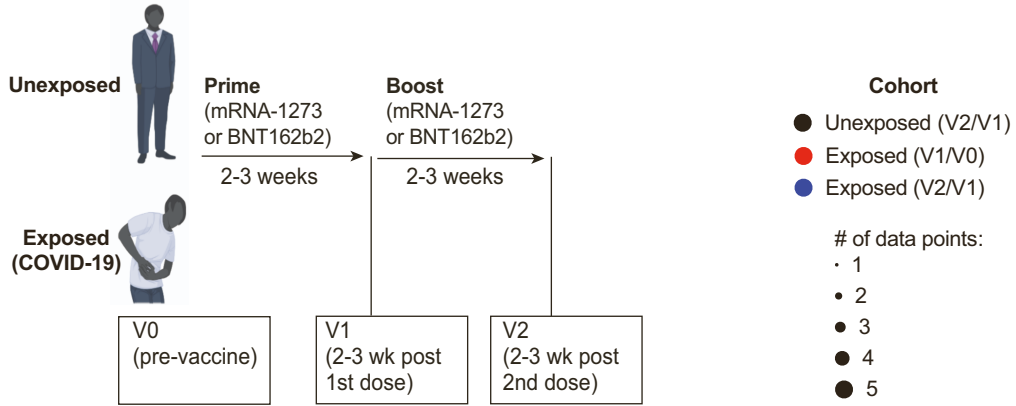 Unexposed
Prime
(mRNA-1273
or BNT162b2)
2-3 weeks
Boost
(mRNA-1273
or BNT162b2)
2-3 weeks
Exposed
(COVID-19)
V0
(pre-vaccine)
V1
(2-3 wk post
1st dose)
V2
(2-3 wk post
2nd dose)
Cohort
Unexposed (V2/V1)
Exposed (V1/V0)
Exposed (V2/V1)
# of data points:
1
2
3
4
5